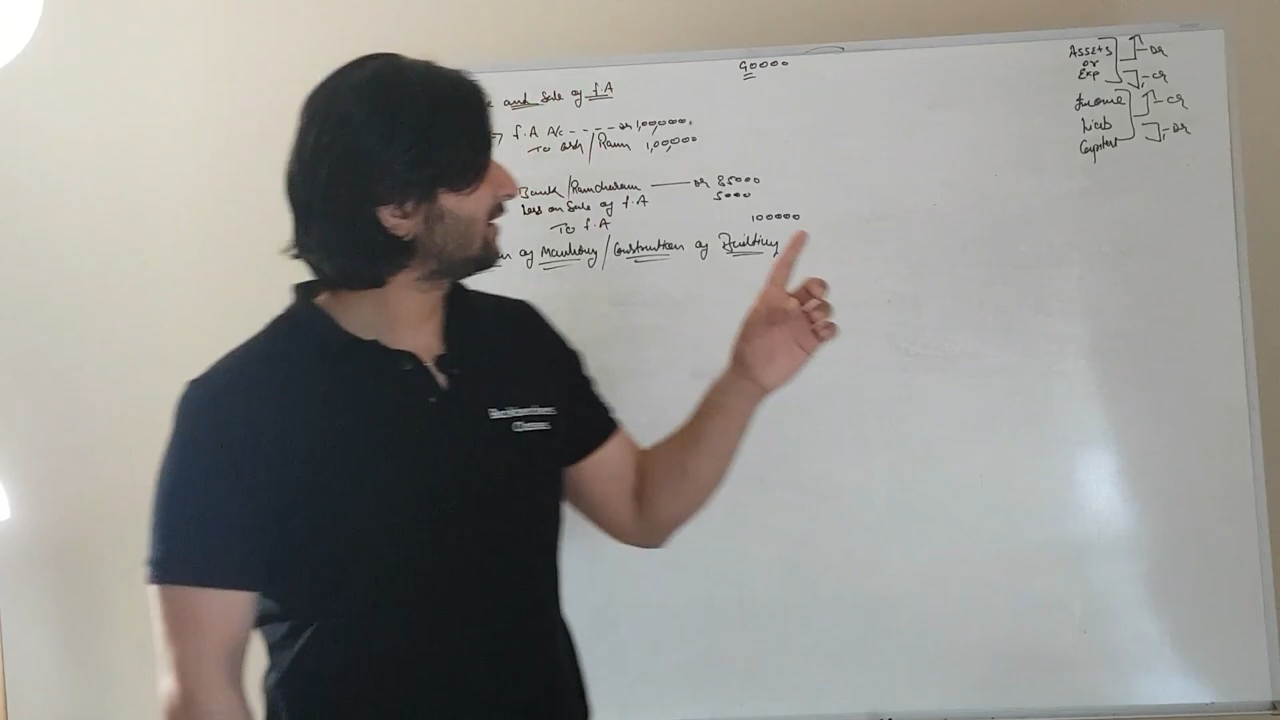 90000
and Sale of f.A
f.A A/c ---- Dr 1,00,000.
To Cash/Ram 1,00,000
Bank/Ramcharan —— Dr 85000
Loss on Sale of f.A 5000
To f.A 100000
of / Construction of Building
Assets
or
Exp
Dr
Cr
Income
Liab
Capital
Cr
Dr
Classes